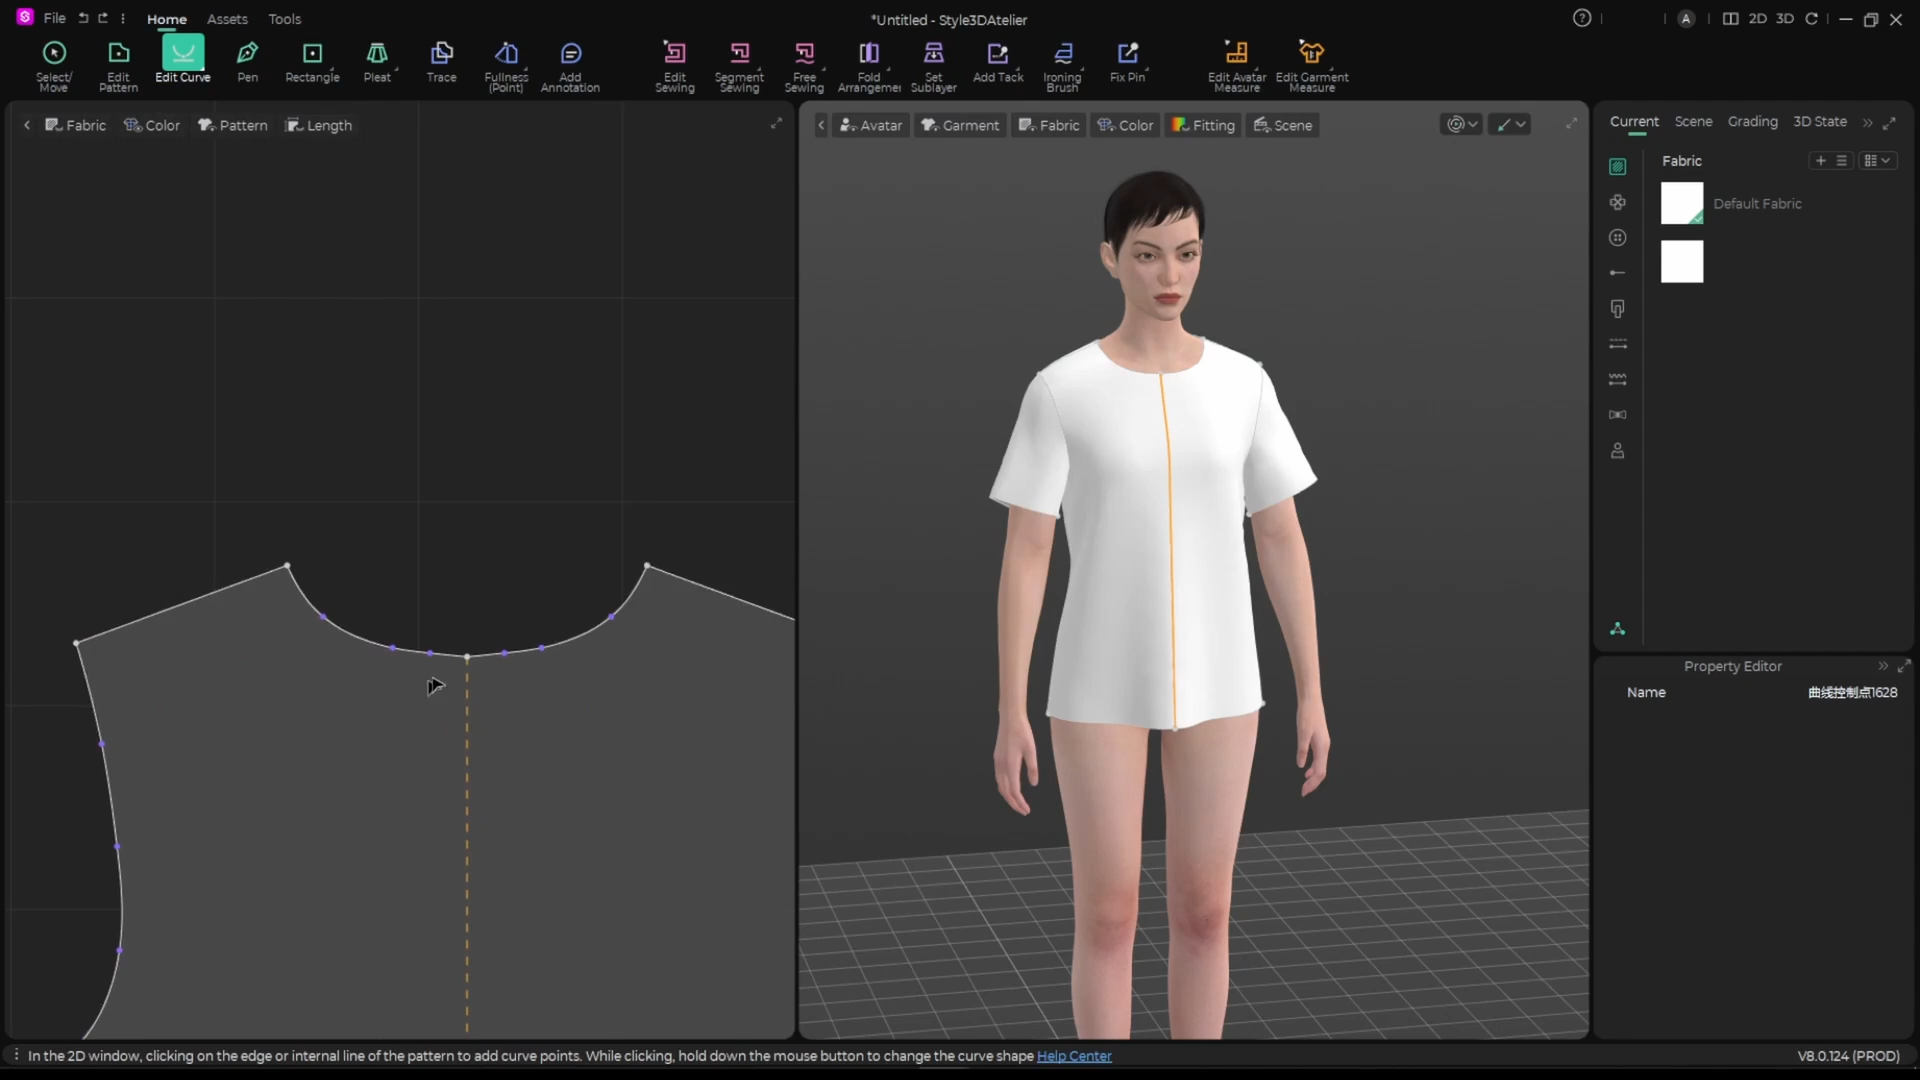 File Home Assets Tools *Untitled - Style3DAtelier A 2D 3D
Select/ Move
Edit Pattern
Edit Curve
Pen
Rectangle
Pleat
Trace
Fullness (Point)
Add Annotation
Edit Sewing
Segment Sewing
Free Sewing
Fold Arrangemer
Set Sublayer
Add Tack
Ironing Brush
Fix Pin
Edit Avatar Measure
Edit Garment Measure
Fabric Color Pattern Length
Avatar Garment Fabric Color Fitting Scene
Current Scene Grading 3D State
Fabric
Default Fabric
Property Editor
Name 曲线控制点1628
In the 2D window, clicking on the edge or internal line of the pattern to add curve points. While clicking, hold down the mouse button to change the curve shape Help Center
V8.0.124 (PROD)